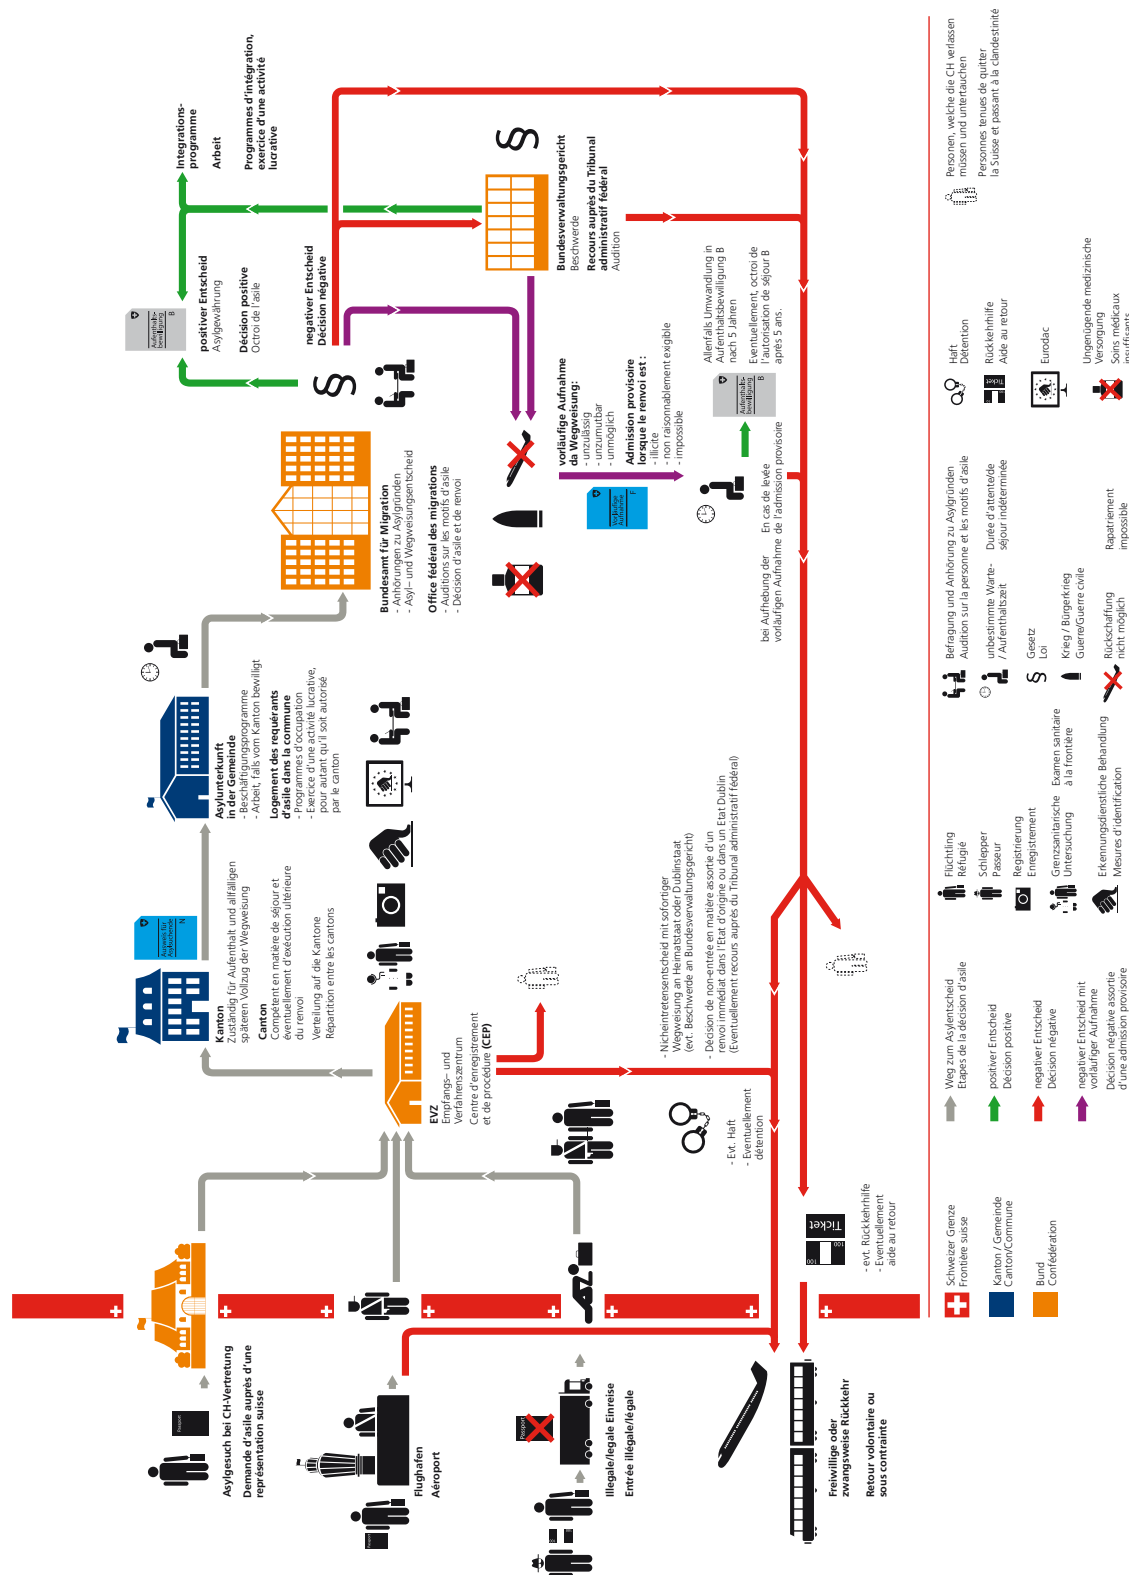 Asylgesuch bei CH-Vertretung
Demande d'asile auprès d'une
représentation suisse
Passport
Flughafen
Aéroport
Passport
Illegale/legale Einreise
Entrée illégale/légale
Passport
Freiwillige oder
zwangsweise Rückkehr
Retour volontaire ou
sous contrainte
EVZ
Empfangs– und
Verfahrenszentrum
Centre d'enregistrement
et de procédure (CEP)
- Evt. Haft
- Eventuellement
détention
Ticket
100
100
- evt. Rückkehrhilfe
- Eventuellement
aide au retour
- Nichteintretensentscheid mit sofortiger
Wegweisung an Heimatstaat oder Dublinstaat
(evt. Beschwerde an Bundesverwaltungsgericht)
- Décision de non-entrée en matière assortie d'un
renvoi immédiat dans l'Etat d'origine ou dans un Etat Dublin
(Eventuellement recours auprès du Tribunal administratif fédéral)
Ausweis für
Asylsuchende
N
Kanton
Zuständig für Aufenthalt und allfälligen
späteren Vollzug der Wegweisung
Canton
Compétent en matière de séjour et
éventuellement d'exécution ultérieure
du renvoi
Verteilung auf die Kantone
Répartition entre les cantons
Asylunterkunft
in der Gemeinde
- Beschäftigungsprogramme
- Arbeit, falls vom Kanton bewilligt
Logement des requérants
d'asile dans la commune
- Programmes d'occupation
- Exercice d'une activité lucrative,
pour autant qu'il soit autorisé
par le canton
Bundesamt für Migration
- Anhörungen zu Asylgründen
- Asyl– und Wegweisungsentscheid
Office fédéral des migrations
- Auditions sur les motifs d'asile
- Décision d'asile et de renvoi
§
Aufenthalts-
bewilligung
B
positiver Entscheid
Asylgewährung
Décision positive
Octroi de l'asile
negativer Entscheid
Décision négative
Integrations-
programme
Arbeit
Programmes d'intégration,
exercice d'une activité
lucrative
§
Bundesverwaltungsgericht
Beschwerde
Recours auprès du Tribunal
administratif fédéral
Audition
vorläufige Aufnahme
da Wegweisung:
- unzulässig
- unzumutbar
- unmöglich
Admission provisoire
lorsque le renvoi est :
- illicite
- non raisonnablement exigible
- impossible
Vorläufige
Aufnahme
F
Aufenthalts-
bewilligung
B
Allenfalls Umwandlung in
Aufenthaltsbewilligung B
nach 5 Jahren
Eventuellement, octroi de
l'autorisation de séjour B
après 5 ans.
bei Aufhebung der
vorläufigen Aufnahme
En cas de levée
de l'admission provisoire
Schweizer Grenze
Frontière suisse
Kanton / Gemeinde
Canton/Commune
Bund
Confédération
Weg zum Asylentscheid
Etapes de la décision d'asile
positiver Entscheid
Décision positive
negativer Entscheid
Décision négative
negativer Entscheid mit
vorläufiger Aufnahme
Décision négative assortie
d'une admission provisoire
Flüchtling
Réfugié
Schlepper
Passeur
Registrierung
Enregistrement
Grenzsanitarische
Untersuchung
Examen sanitaire
à la frontière
Erkennungsdienstliche Behandlung
Mesures d'identification
Befragung und Anhörung zu Asylgründen
Audition sur la personne et les motifs d'asile
unbestimmte Warte-
/ Aufenthaltszeit
Durée d'attente/de
séjour indéterminée
§
Gesetz
Loi
Krieg / Bürgerkrieg
Guerre/Guerre civile
Rückschaffung
nicht möglich
Rapatriement
impossible
Haft
Détention
Ticket
Rückkehrhilfe
Aide au retour
Eurodac
Ungenügende medizinische
Versorgung
Soins médicaux
insuffisants
Personen, welche die CH verlassen
müssen und untertauchen
Personnes tenues de quitter
la Suisse et passant à la clandestinité